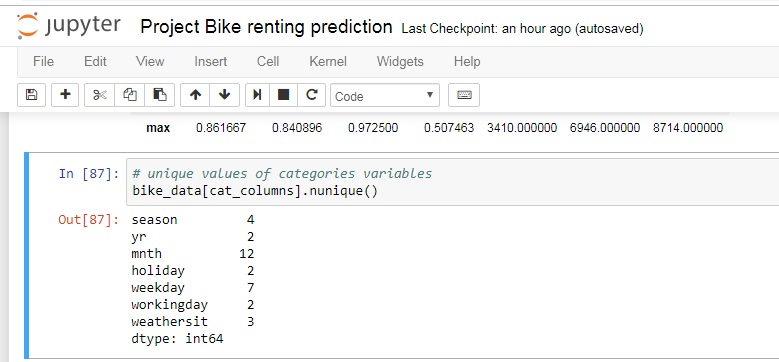 jupyter Project Bike renting prediction Last Checkpoint: an hour ago (autosaved)
File Edit View Insert Cell Kernel Widgets Help
Code
max 0.861667 0.840896 0.972500 0.507463 3410.000000 6946.000000 8714.000000
In [87]: # unique values of categories variables
bike_data[cat_columns].nunique()
Out[87]: season 4
yr 2
mnth 12
holiday 2
weekday 7
workingday 2
weathersit 3
dtype: int64